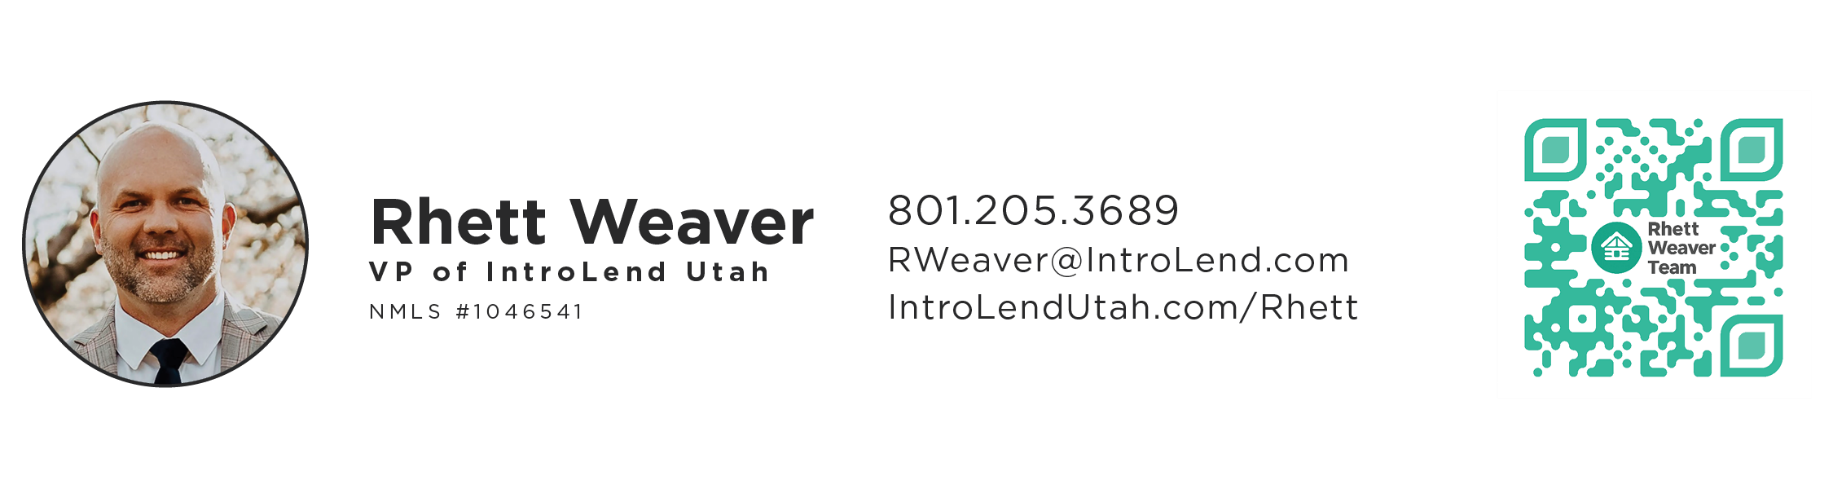 Rhett Weaver
VP of IntroLend Utah
NMLS #1046541
801.205.3689
RWeaver@IntroLend.com
IntroLendUtah.com/Rhett
Rhett
Weaver
Team